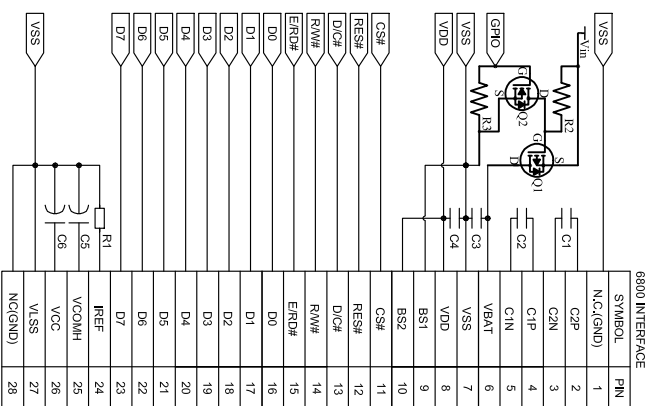 6800 INTERFACE
SYMBOL PIN
N.C.(GND) 1
C2P 2
C2N 3
C1P 4
C1N 5
VBAT 6
VSS 7
VDD 8
BS1 9
BS2 10
CS# 11
RES# 12
D/C# 13
R/W# 14
E/RD# 15
D0 16
D1 17
D2 18
D3 19
D4 20
D5 21
D6 22
D7 23
IREF 24
VCOMH 25
VCC 26
VLSS 27
NC(GND) 28
VSS
Vin
GPIO
VSS
VDD
CS#
RES#
D/C#
R/W#
E/RD#
D0
D1
D2
D3
D4
D5
D6
D7
VSS
R2
S
Q1
D
G
D
Q2
S
G
R3
C1
C2
C3
C4
R1
C5
C6